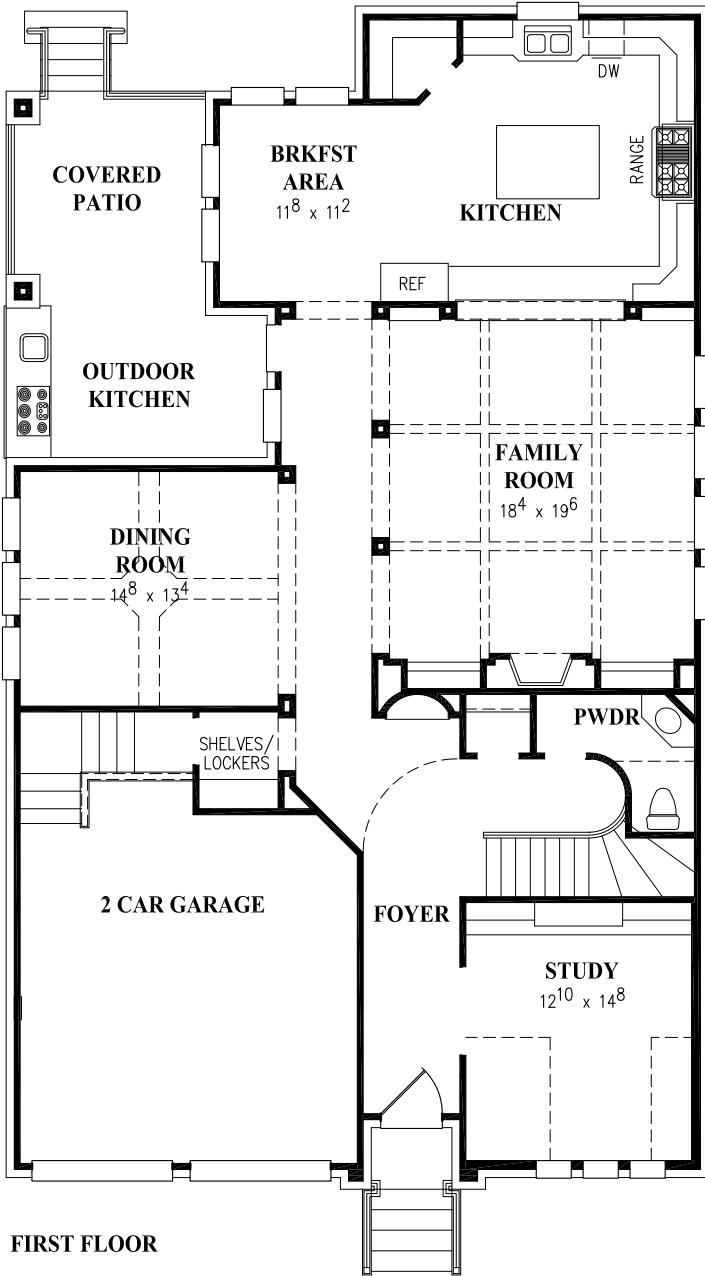 DW
RANGE
BRKFST
AREA
11⁸ x 11²
COVERED
PATIO
KITCHEN
REF
OUTDOOR
KITCHEN
FAMILY
ROOM
18⁴ x 19⁶
DINING
ROOM
14⁸ x 13⁴
PWDR
SHELVES/
LOCKERS
2 CAR GARAGE
FOYER
STUDY
12¹⁰ x 14⁸
FIRST FLOOR